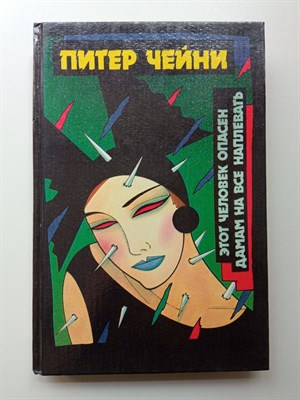 ПИТЕР ЧЕЙНИ
ЭТОТ ЧЕЛОВЕК ОПАСЕН
ДАМАМ НА ВСЕ НАПЛЕВАТЬ